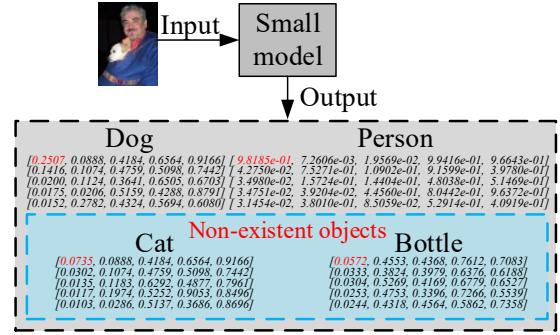 Input
Small
model
Output
Dog Person
[0.2507, 0.0888, 0.4184, 0.6564, 0.9166] [ 9.8185e-01, 7.2606e-03, 1.9569e-02, 9.9416e-01, 9.6643e-01]
[0.1416, 0.1074, 0.4759, 0.5098, 0.7442] [ 4.2750e-02, 7.5271e-01, 1.0902e-01, 9.1599e-01, 3.9780e-01]
[0.0200, 0.1124, 0.3641, 0.6505, 0.6703] [ 3.4980e-02, 1.5724e-01, 1.4404e-01, 4.8038e-01, 5.1469e-01]
[0.0175, 0.0206, 0.5159, 0.4288, 0.8791] [ 3.4751e-02, 3.9204e-02, 4.4560e-01, 8.0442e-01, 9.6372e-01]
[0.0152, 0.2782, 0.4324, 0.5694, 0.6080] [ 3.1454e-02, 3.8010e-01, 8.5059e-02, 5.2914e-01, 4.0919e-01]
Non-existent objects
Cat Bottle
[0.0735, 0.0888, 0.4184, 0.6564, 0.9166] [0.0572, 0.4553, 0.4368, 0.7612, 0.7083]
[0.0302, 0.1074, 0.4759, 0.5098, 0.7442] [0.0333, 0.3824, 0.3979, 0.6376, 0.6188]
[0.0135, 0.1183, 0.6292, 0.4877, 0.7961] [0.0304, 0.5269, 0.4169, 0.6779, 0.6527]
[0.0117, 0.1974, 0.5252, 0.9053, 0.8496] [0.0253, 0.4753, 0.3396, 0.7266, 0.5539]
[0.0103, 0.0286, 0.5137, 0.3686, 0.8696] [0.0244, 0.4318, 0.4564, 0.5862, 0.7358]